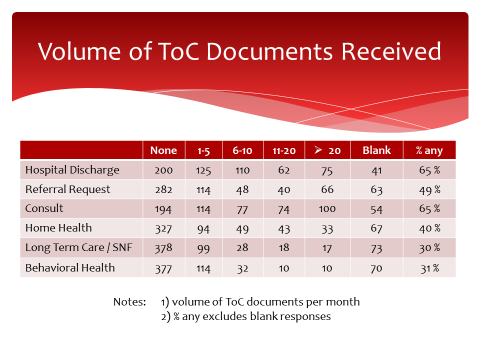 Volume of ToC Documents Received
None 1-5 6-10 11-20 ➢ 20 Blank % any
Hospital Discharge 200 125 110 62 75 41 65 %
Referral Request 282 114 48 40 66 63 49 %
Consult 194 114 77 74 100 54 65 %
Home Health 327 94 49 43 33 67 40 %
Long Term Care / SNF 378 99 28 18 17 73 30 %
Behavioral Health 377 114 32 10 10 70 31 %
Notes: 1) volume of ToC documents per month
2) % any excludes blank responses